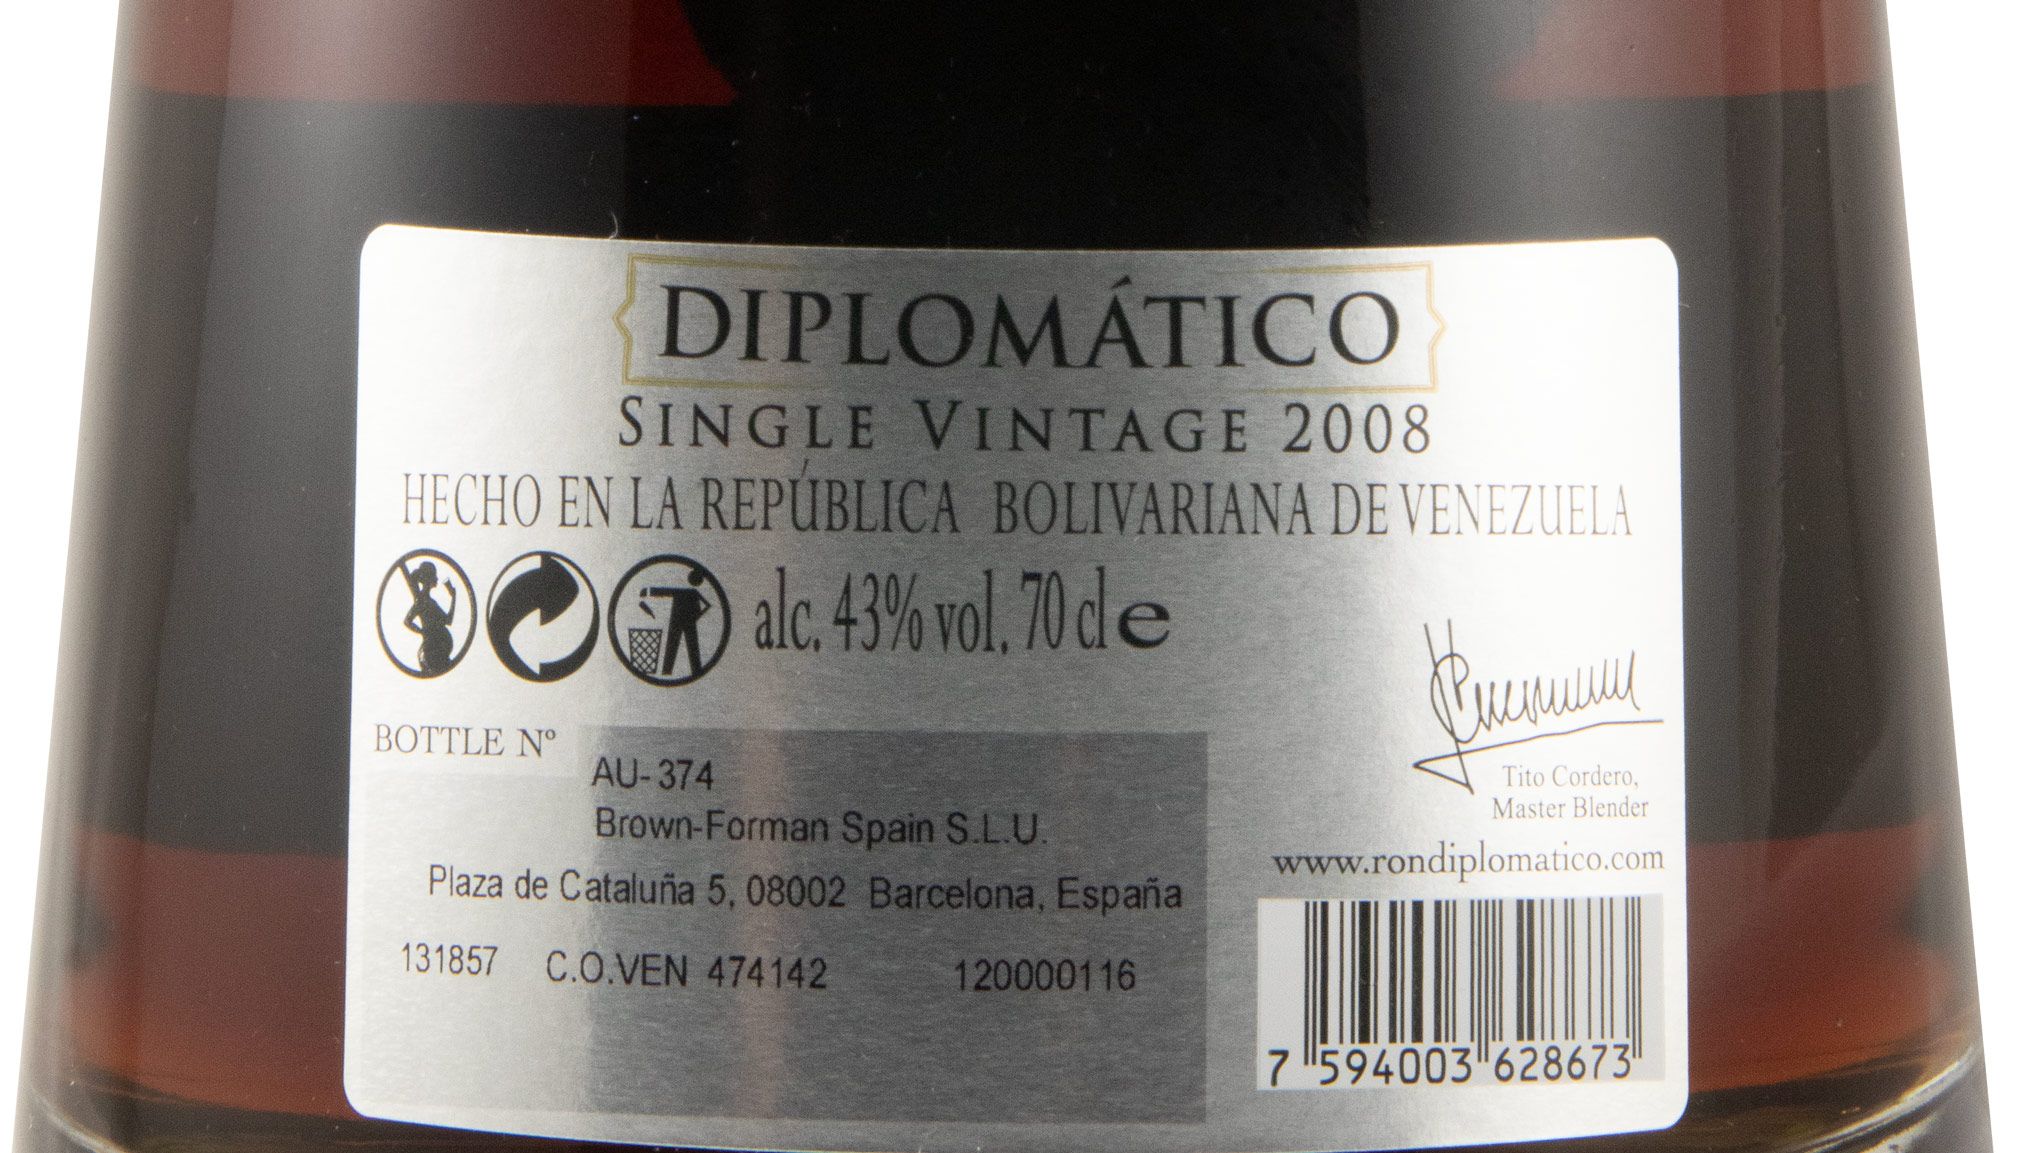 DIPLOMÁTICO
SINGLE VINTAGE 2008
HECHO EN LA REPÚBLICA BOLIVARIANA DE VENEZUELA
alc. 43% vol. 70 cl e
BOTTLE Nº
AU-374
Brown-Forman Spain S.L.U.
Plaza de Cataluña 5, 08002 Barcelona, España
131857 C.O.VEN 474142 120000116
Tito Cordero,
Master Blender
www.rondiplomatico.com
7 594003 628673